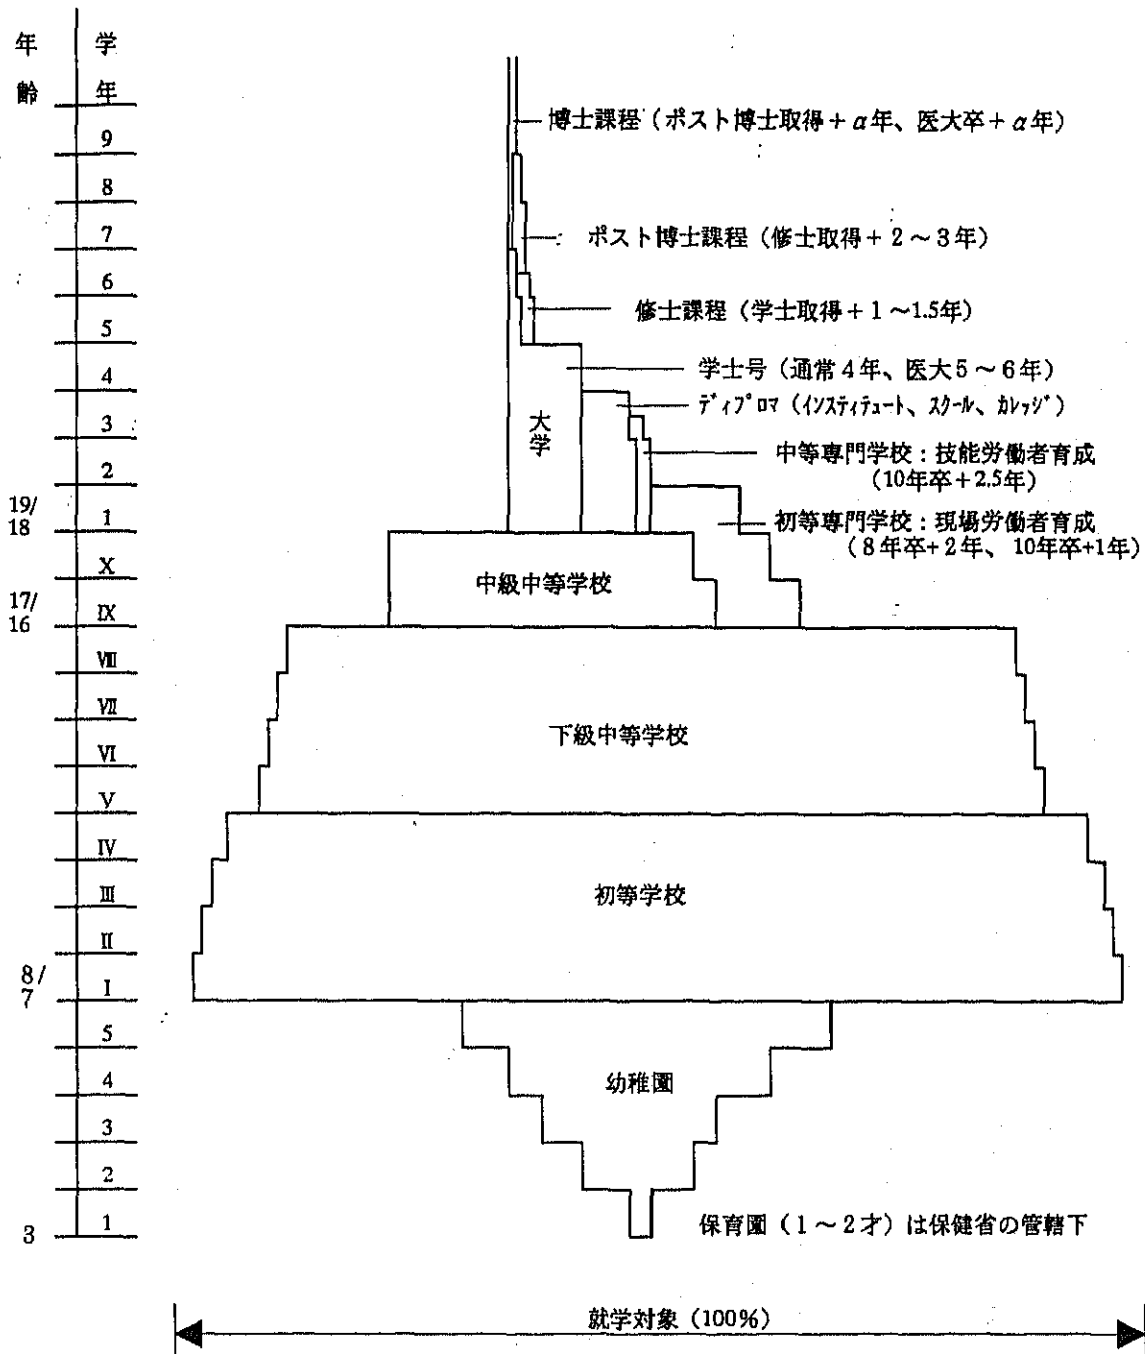 年齢
学年
9
博士課程（ポスト博士取得＋α年、医大卒＋α年）
8
7
ポスト博士課程（修士取得＋２～３年）
6
修士課程（学士取得＋１～1.5年）
5
学士号（通常４年、医大５～６年）
4
ディプロマ（インスティテュート、スクール、カレッジ）
3
大学
中等専門学校：技能労働者育成
（10年卒＋2.5年）
2
19/18
1
初等専門学校：現場労働者育成
（８年卒+２年、10年卒+1年）
X
中級中等学校
17/16
IX
VIII
VII
下級中等学校
VI
V
IV
初等学校
III
II
8/7
I
5
幼稚園
4
3
2
3
1
保育園（１～２才）は保健省の管轄下
就学対象（100%）